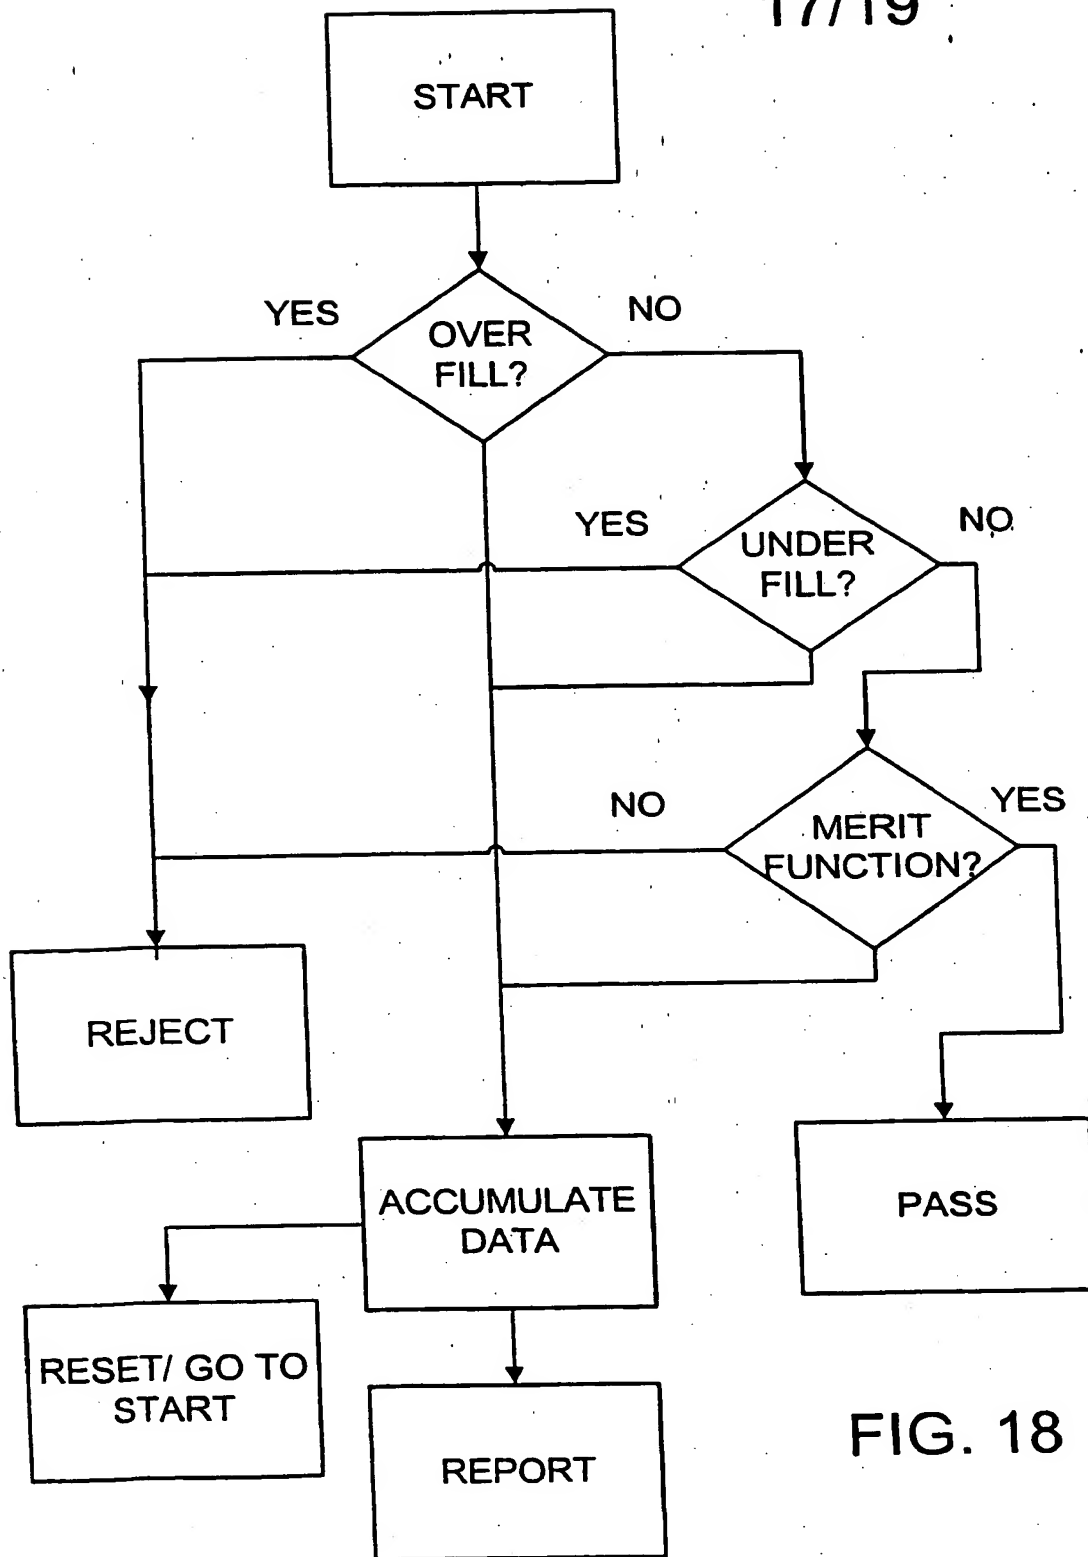 17/19
START
YES
NO
OVER
FILL?
YES
NO
UNDER
FILL?
NO
YES
MERIT
FUNCTION?
REJECT
ACCUMULATE
DATA
PASS
RESET/ GO TO
START
REPORT
FIG. 18